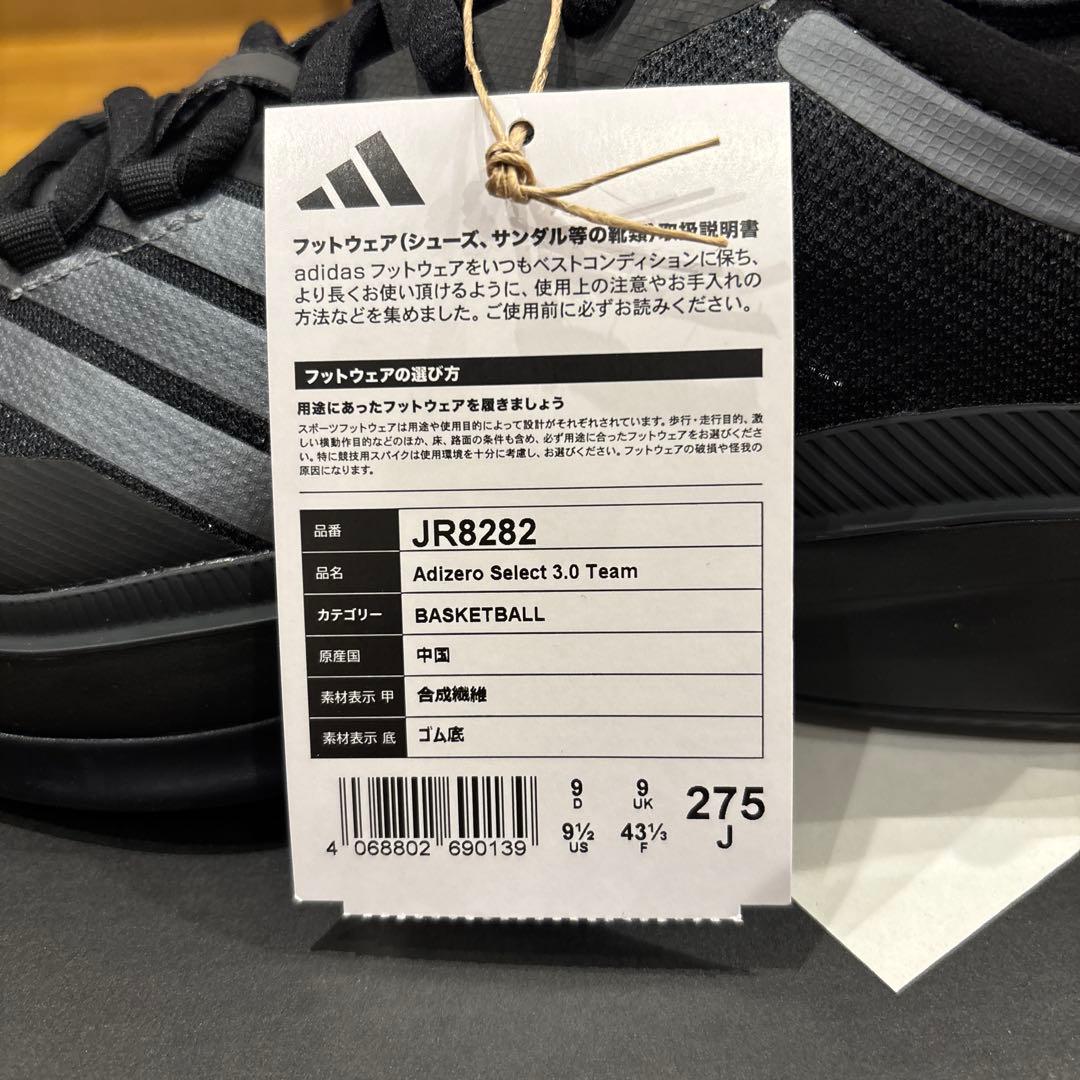 フットウェア(シューズ、サンダル等の靴類)取扱説明書
adidas フットウェアをいつもベストコンディションに保ち、
より長くお使い頂けるように、使用上の注意やお手入れの
方法などを集めました。ご使用前に必ずお読みください。
フットウェアの選び方
用途にあったフットウェアを履きましょう
スポーツフットウェアは用途や使用目的によって設計がそれぞれされています。歩行・走行目的、激
しい横動作目的などのほか、床、路面の条件も含め、必ず用途に合ったフットウェアをお選びくださ
い。特に競技用スパイクは使用環境を十分に考慮し、お選びください。フットウェアの破損や怪我の
原因になります。
品番 JR8282
品名 Adizero Select 3.0 Team
カテゴリー BASKETBALL
原産国 中国
素材表示 甲 合成繊維
素材表示 底 ゴム底
9 9 275
D UK J
9½ 43⅓
US F
4 068802 690139